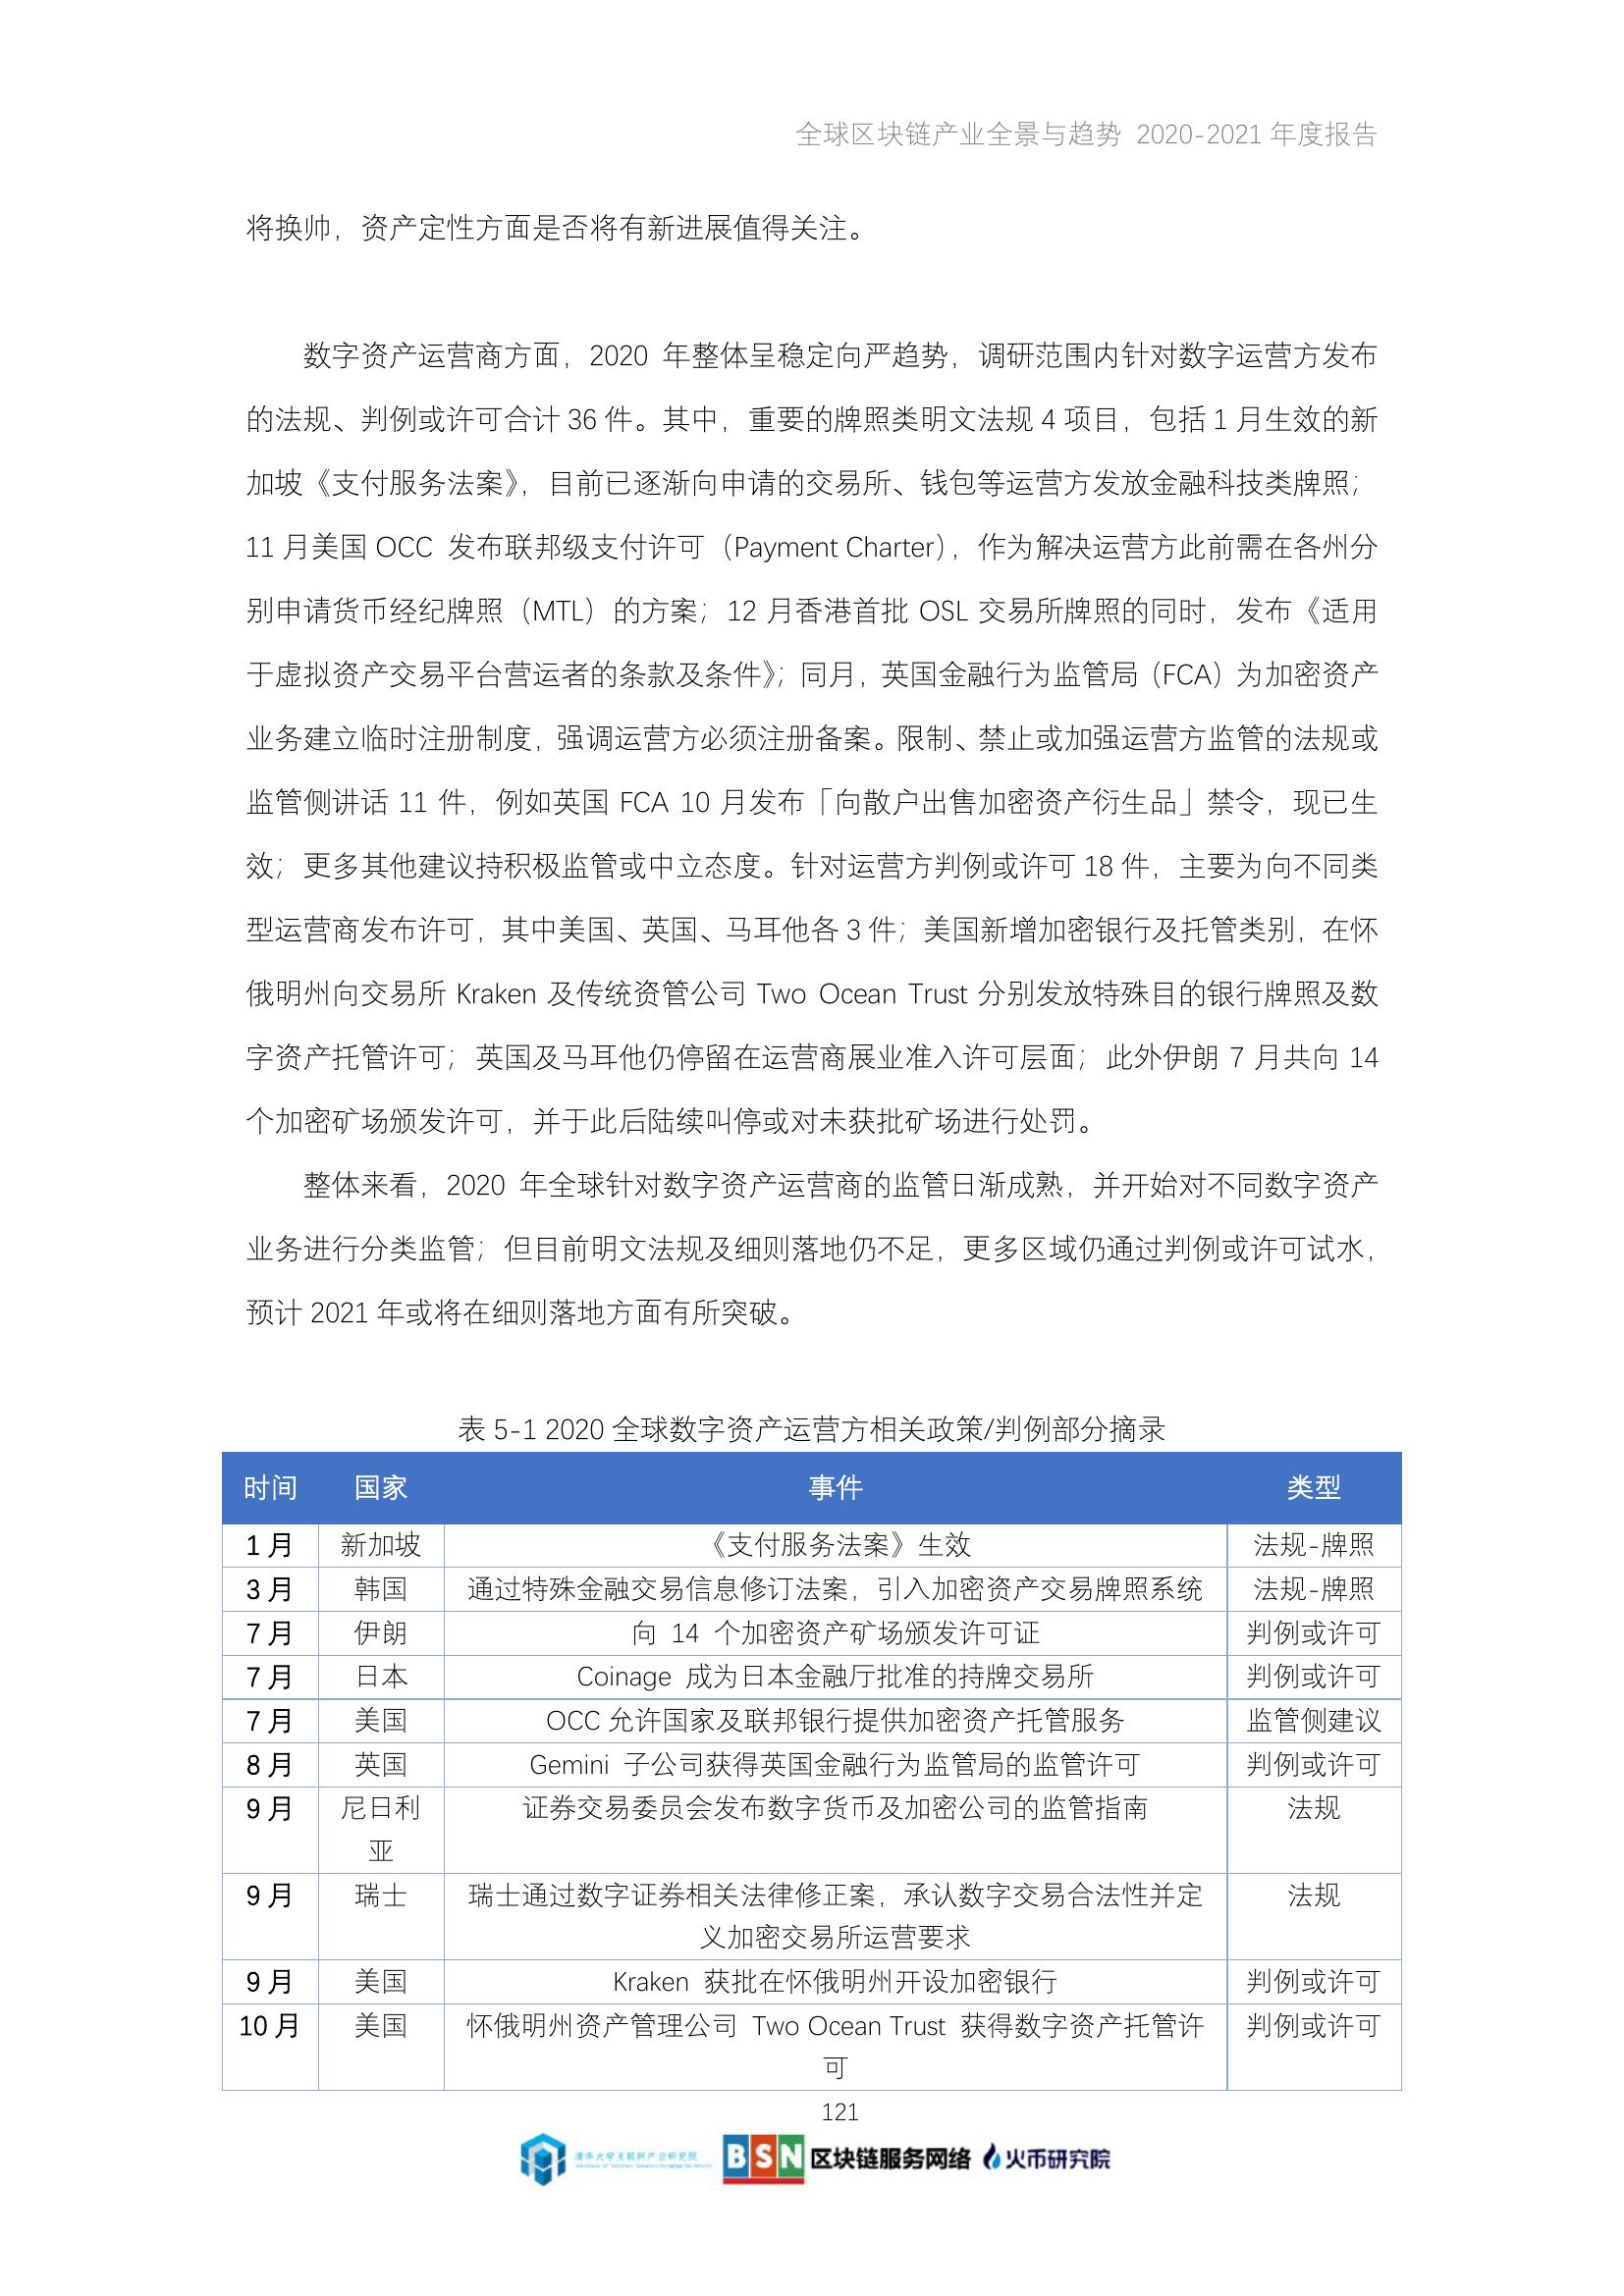 全球区块链产业全景与趋势 2020-2021 年度报告
将换帅，资产定性方面是否将有新进展值得关注。
数字资产运营商方面，2020 年整体呈稳定向严趋势，调研范围内针对数字运营方发布
的法规、判例或许可合计 36 件。其中，重要的牌照类明文法规 4 项目，包括 1 月生效的新
加坡《支付服务法案》，目前已逐渐向申请的交易所、钱包等运营方发放金融科技类牌照；
11 月美国 OCC 发布联邦级支付许可（Payment Charter），作为解决运营方此前需在各州分
别申请货币经纪牌照（MTL）的方案；12 月香港首批 OSL 交易所牌照的同时，发布《适用
于虚拟资产交易平台营运者的条款及条件》；同月，英国金融行为监管局（FCA）为加密资产
业务建立临时注册制度，强调运营方必须注册备案。限制、禁止或加强运营方监管的法规或
监管侧讲话 11 件，例如英国 FCA 10 月发布「向散户出售加密资产衍生品」禁令，现已生
效；更多其他建议持积极监管或中立态度。针对运营方判例或许可 18 件，主要为向不同类
型运营商发布许可，其中美国、英国、马耳他各 3 件；美国新增加密银行及托管类别，在怀
俄明州向交易所 Kraken 及传统资管公司 Two Ocean Trust 分别发放特殊目的银行牌照及数
字资产托管许可；英国及马耳他仍停留在运营商展业准入许可层面；此外伊朗 7 月共向 14
个加密矿场颁发许可，并于此后陆续叫停或对未获批矿场进行处罚。
整体来看，2020 年全球针对数字资产运营商的监管日渐成熟，并开始对不同数字资产
业务进行分类监管；但目前明文法规及细则落地仍不足，更多区域仍通过判例或许可试水，
预计 2021 年或将在细则落地方面有所突破。
表 5-1 2020 全球数字资产运营方相关政策/判例部分摘录
时间 国家 事件 类型
1 月 新加坡 《支付服务法案》生效 法规-牌照
3 月 韩国 通过特殊金融交易信息修订法案，引入加密资产交易牌照系统 法规-牌照
7 月 伊朗 向 14 个加密资产矿场颁发许可证 判例或许可
7 月 日本 Coinage 成为日本金融厅批准的持牌交易所 判例或许可
7 月 美国 OCC 允许国家及联邦银行提供加密资产托管服务 监管侧建议
8 月 英国 Gemini 子公司获得英国金融行为监管局的监管许可 判例或许可
9 月 尼日利 证券交易委员会发布数字货币及加密公司的监管指南 法规
亚
9 月 瑞士 瑞士通过数字证券相关法律修正案，承认数字交易合法性并定 法规
义加密交易所运营要求
9 月 美国 Kraken 获批在怀俄明州开设加密银行 判例或许可
10 月 美国 怀俄明州资产管理公司 Two Ocean Trust 获得数字资产托管许 判例或许可
可
121
清华大学互联网产业研究院
BSN 区块链服务网络 火币研究院